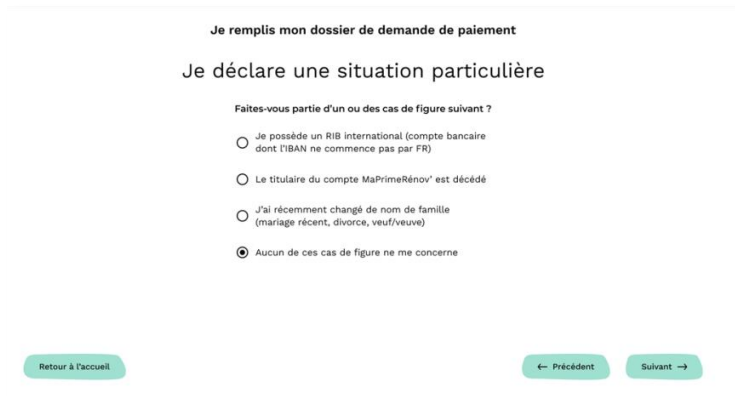 Je remplis mon dossier de demande de paiement
Je déclare une situation particulière
Faites-vous partie d'un ou des cas de figure suivant ?
Je possède un RIB international (compte bancaire
dont l'IBAN ne commence pas par FR)
Le titulaire du compte MaPrimeRénov' est décédé
J'ai récemment changé de nom de famille
(mariage récent, divorce, veuf/veuve)
Aucun de ces cas de figure ne me concerne
Retour à l'accueil
← Précédent
Suivant →